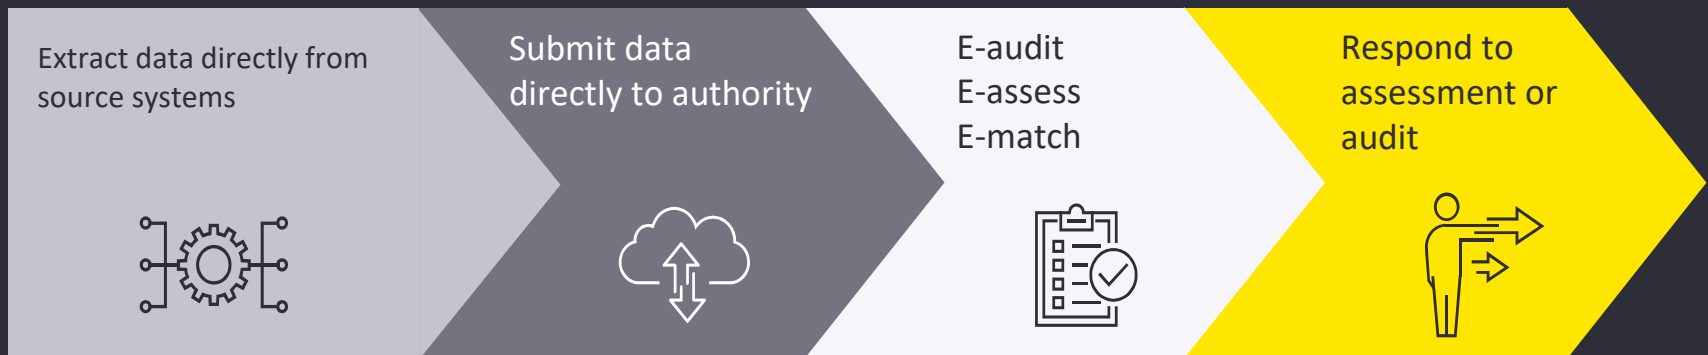 Extract data directly from
source systems
Submit data
directly to authority
E-audit
E-assess
E-match
Respond to
assessment or
audit